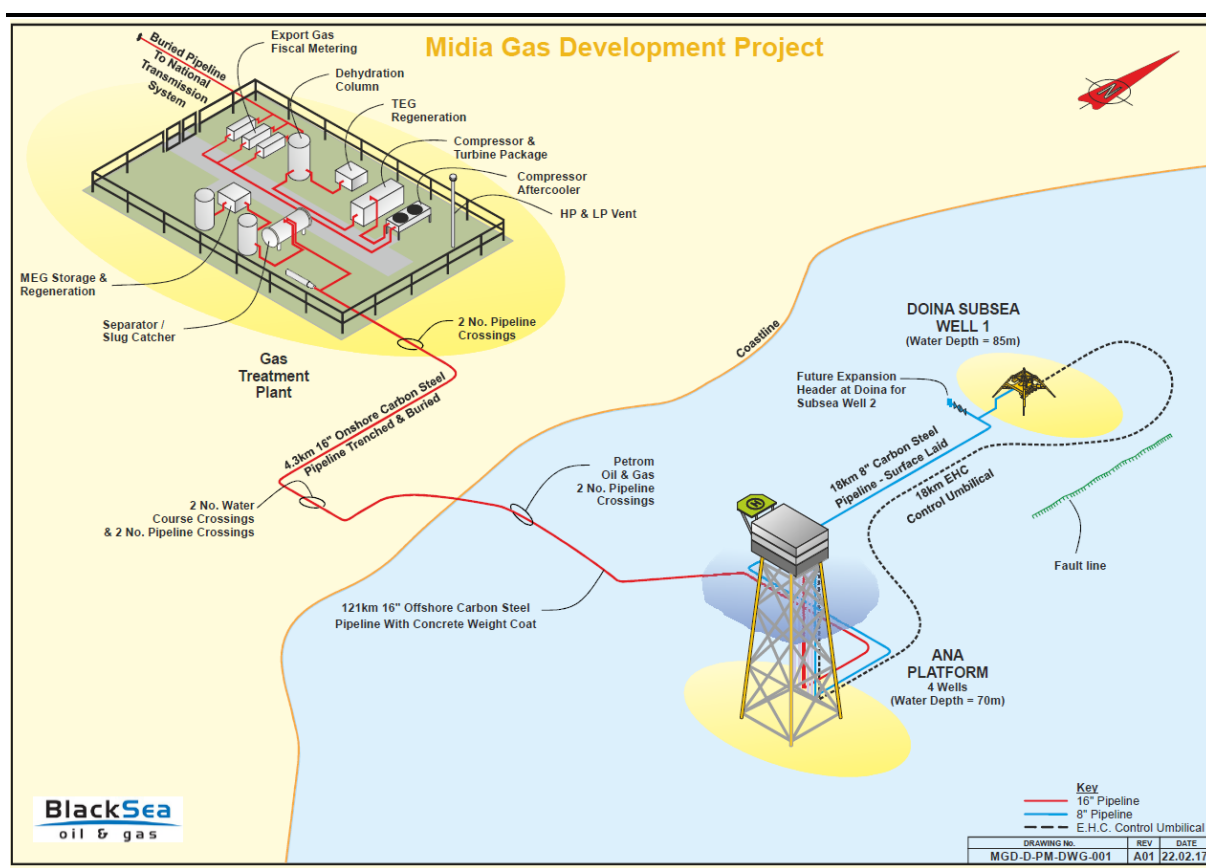 Midia Gas Development Project
Buried Pipeline
To National
Transmission
System
Export Gas
Fiscal Metering
Dehydration
Column
TEG
Regeneration
Compressor &
Turbine Package
Compressor
Aftercooler
HP & LP Vent
N
MEG Storage &
Regeneration
Separator /
Slug Catcher
Gas
Treatment
Plant
2 No. Pipeline
Crossings
Coastline
DOINA SUBSEA
WELL 1
(Water Depth = 85m)
Future Expansion
Header at Doina for
Subsea Well 2
4.3km 16" Onshore Carbon Steel
Pipeline Trenched & Buried
18km 8" Carbon Steel
Pipeline - Surface Laid
18km EHC
Control Umbilical
Petrom
Oil & Gas
2 No. Pipeline
Crossings
2 No. Water
Course Crossings
& 2 No. Pipeline Crossings
Fault line
121km 16" Offshore Carbon Steel
Pipeline With Concrete Weight Coat
ANA
PLATFORM
4 Wells
(Water Depth = 70m)
BlackSea
oil & gas
Key
16" Pipeline
8" Pipeline
E.H.C. Control Umbilical
DRAWING No. REV DATE
MGD-D-PM-DWG-001 A01 22.02.17